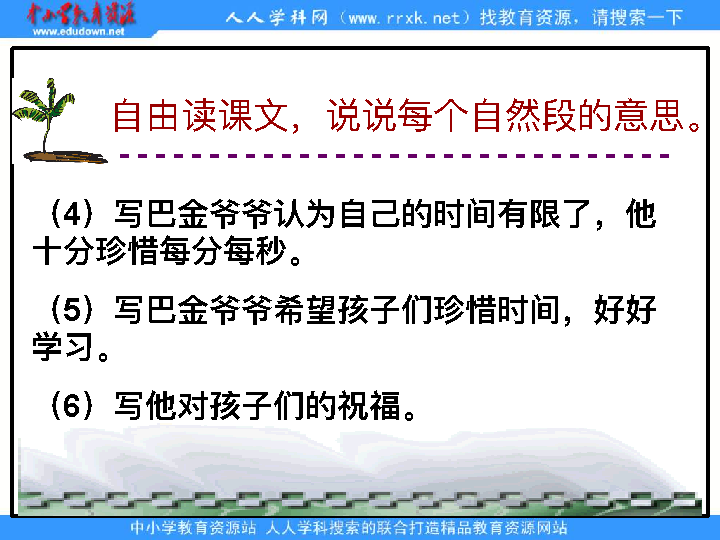 中小学教育资源
www.edudown.net
人人学科网（www.rrxk.net）找教育资源，请搜索一下
自由读课文，说说每个自然段的意思。
（4）写巴金爷爷认为自己的时间有限了，他
十分珍惜每分每秒。
（5）写巴金爷爷希望孩子们珍惜时间，好好
学习。
（6）写他对孩子们的祝福。
中小学教育资源站 人人学科搜索的联合打造精品教育资源网站